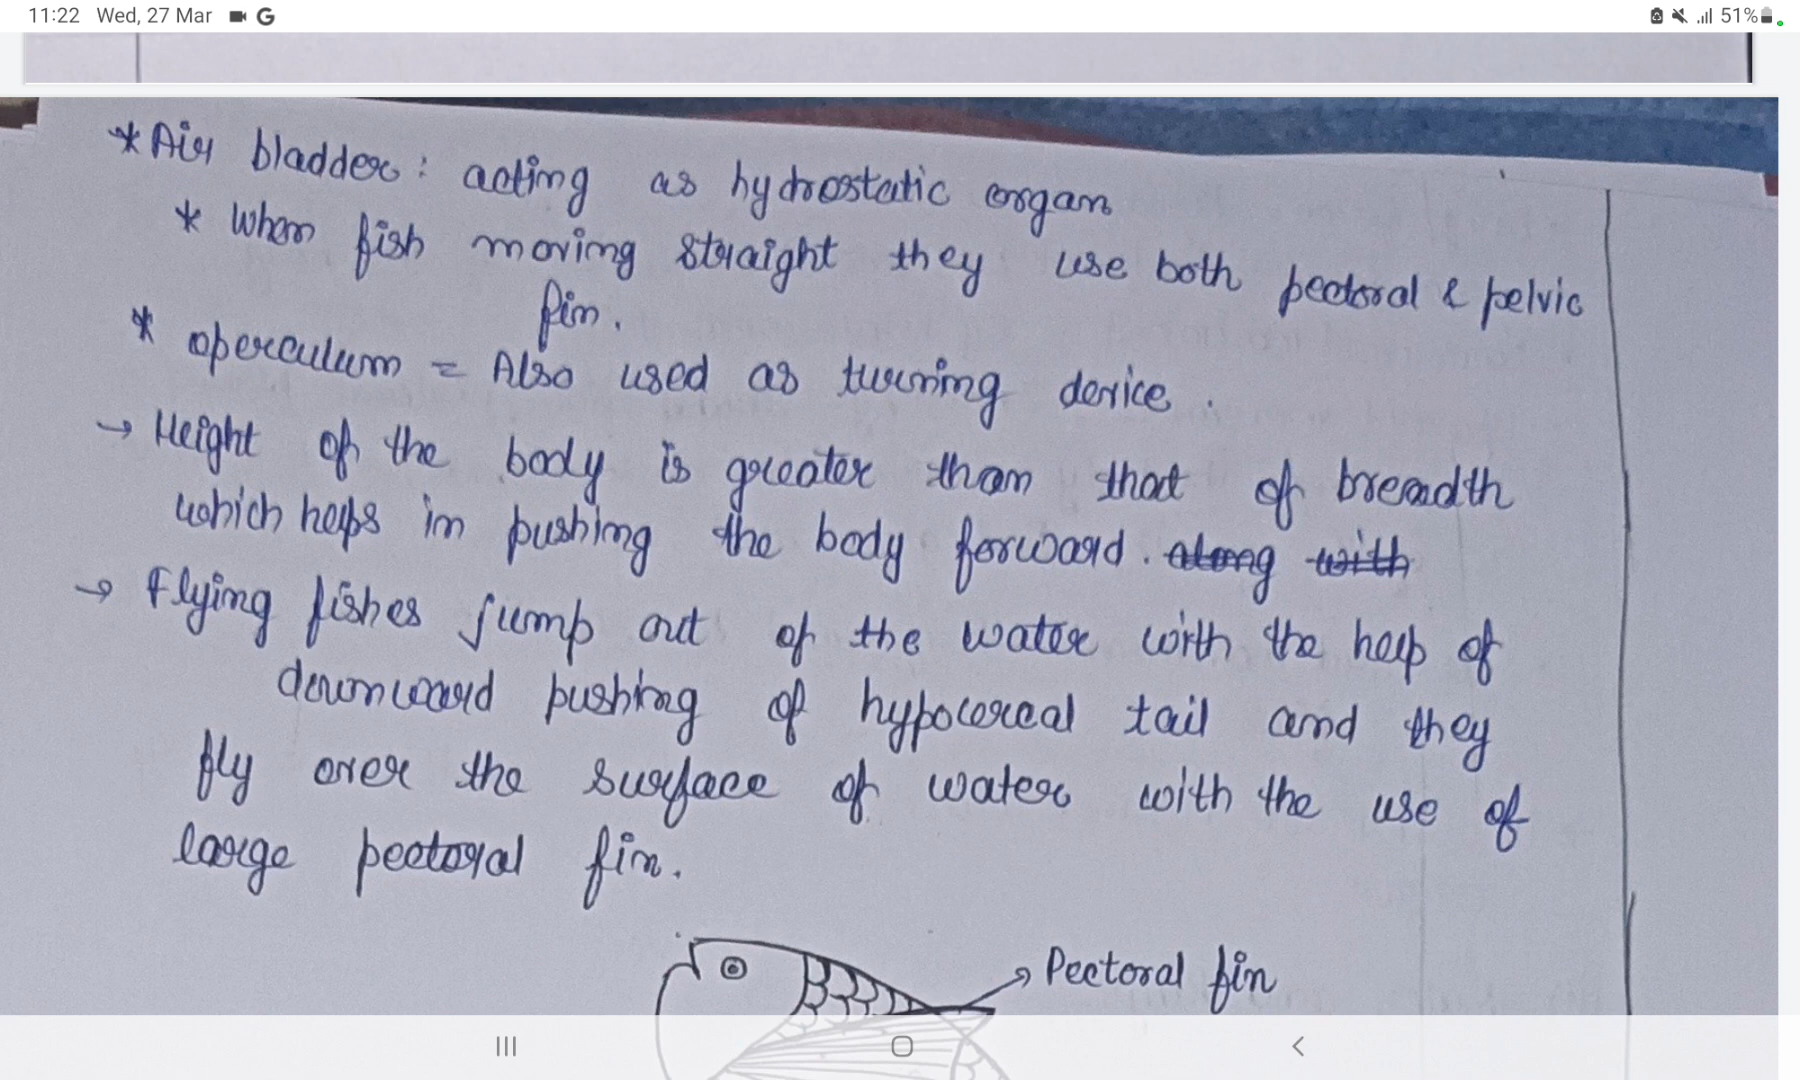 11:22 Wed, 27 Mar G 51%
* Air bladder : acting as hydrostatic organ
* When fish moving straight they use both pectoral & pelvic
fin.
* operculum = Also used as turning device.
→ Height of the body is greater than that of breadth
which helps in pushing the body forward. along with
→ Flying fishes jump out of the water with the help of
downward pushing of hypocercal tail and they
fly over the surface of water with the use of
large pectoral fin.
→ Pectoral fin